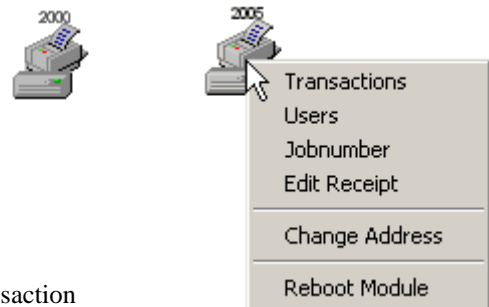 2000
2005
Transactions
Users
Jobnumber
Edit Receipt
Change Address
Reboot Module
saction